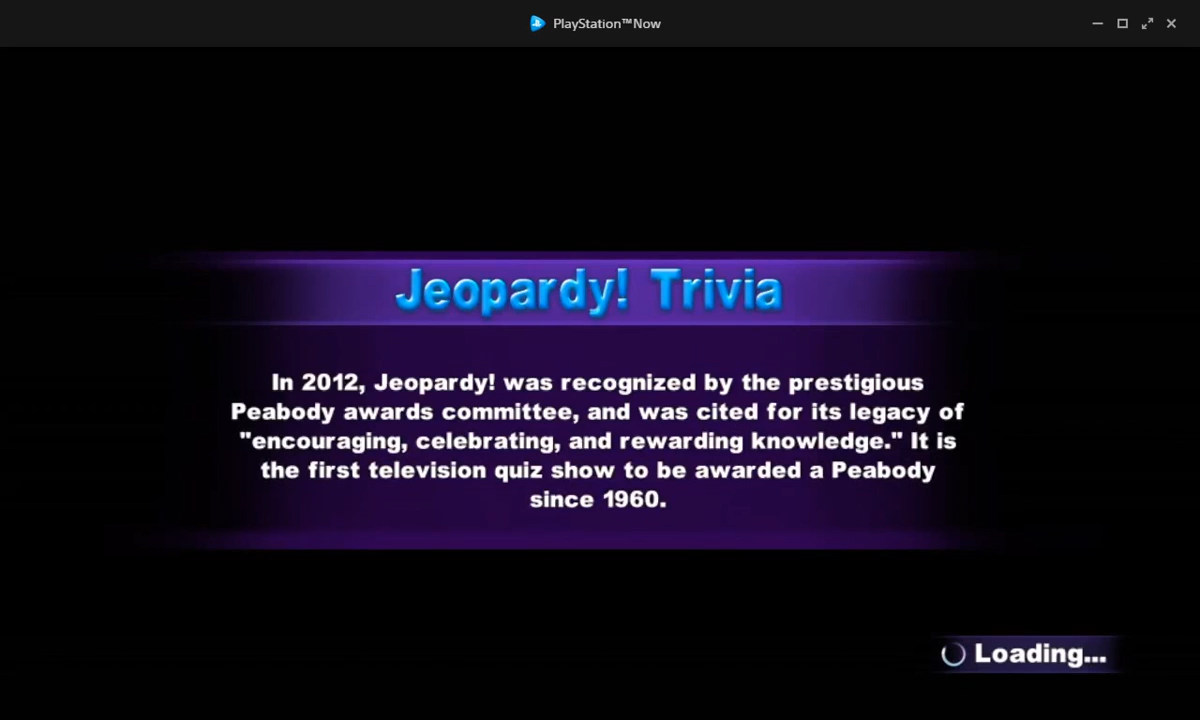 PlayStation™Now
Jeopardy! Trivia
In 2012, Jeopardy! was recognized by the prestigious
Peabody awards committee, and was cited for its legacy of
"encouraging, celebrating, and rewarding knowledge." It is
the first television quiz show to be awarded a Peabody
since 1960.
Loading...